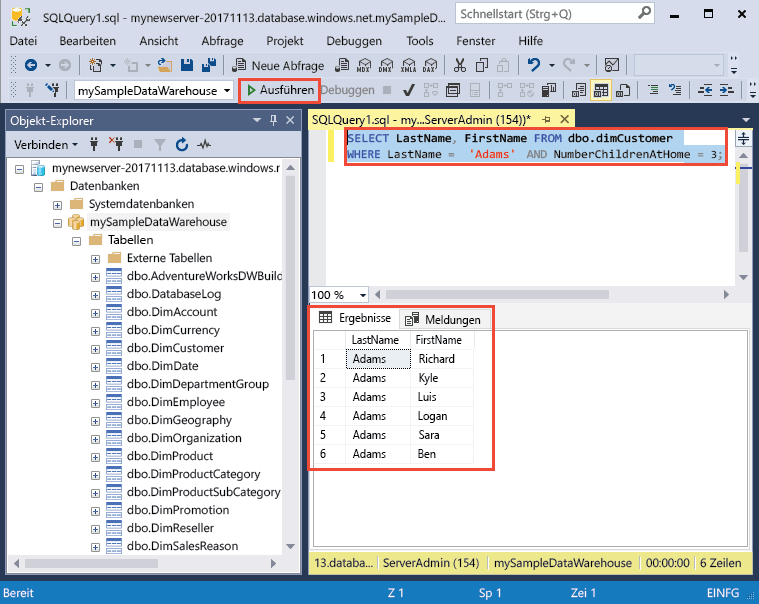 SQLQuery1.sql - mynewserver-20171113.database.windows.net.mySampleD...
Schnellstart (Strg+Q)
Datei Bearbeiten Ansicht Abfrage Projekt Debuggen Tools Fenster Hilfe
Neue Abfrage MDX DMX XMLA DAX
mySampleDataWarehouse Ausführen Debuggen
Objekt-Explorer
Verbinden
mynewserver-20171113.database.windows.r
Datenbanken
Systemdatenbanken
mySampleDataWarehouse
Tabellen
Externe Tabellen
dbo.AdventureWorksDWBuild
dbo.DatabaseLog
dbo.DimAccount
dbo.DimCurrency
dbo.DimCustomer
dbo.DimDate
dbo.DimDepartmentGroup
dbo.DimEmployee
dbo.DimGeography
dbo.DimOrganization
dbo.DimProduct
dbo.DimProductCategory
dbo.DimProductSubCategory
dbo.DimPromotion
dbo.DimReseller
dbo.DimSalesReason
SQLQuery1.sql - my...ServerAdmin (154))*
SELECT LastName, FirstName FROM dbo.dimCustomer
WHERE LastName = 'Adams' AND NumberChildrenAtHome = 3;
100 %
Ergebnisse Meldungen
LastName FirstName
1 Adams Richard
2 Adams Kyle
3 Adams Luis
4 Adams Logan
5 Adams Sara
6 Adams Ben
13.databa... ServerAdmin (154) mySampleDataWarehouse 00:00:00 6 Zeilen
Bereit Z 1 Sp 1 Zei 1 EINFG